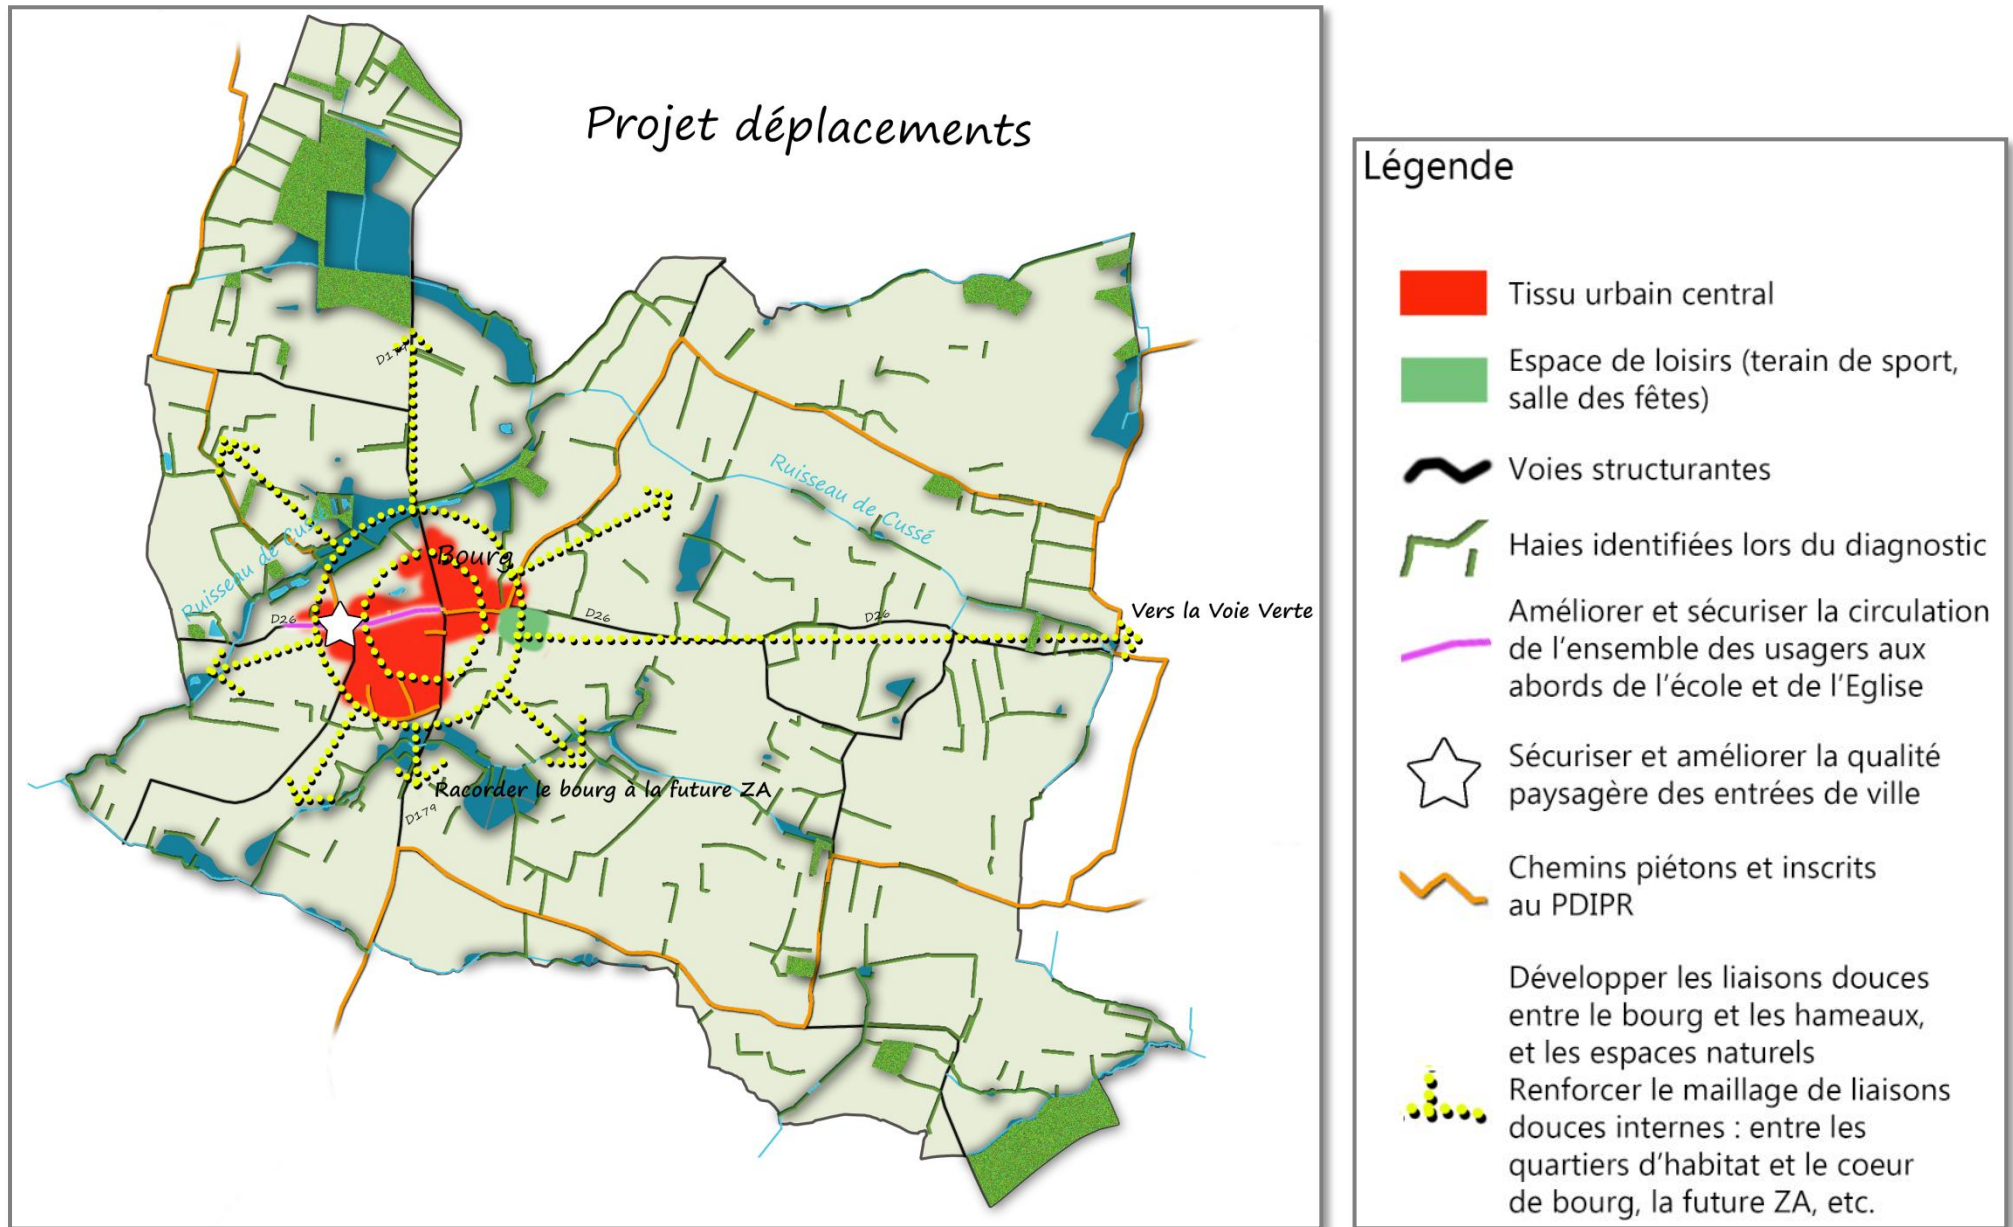 Projet déplacements
D179
Ruisseau de Cussé
Ruisseau de Cussé
Bourg
D26
D26
D26
Vers la Voie Verte
Racorder le bourg à la future ZA
D179
Légende
Tissu urbain central
Espace de loisirs (terain de sport,
salle des fêtes)
Voies structurantes
Haies identifiées lors du diagnostic
Améliorer et sécuriser la circulation
de l'ensemble des usagers aux
abords de l'école et de l'Eglise
Sécuriser et améliorer la qualité
paysagère des entrées de ville
Chemins piétons et inscrits
au PDIPR
Développer les liaisons douces
entre le bourg et les hameaux,
et les espaces naturels
Renforcer le maillage de liaisons
douces internes : entre les
quartiers d'habitat et le coeur
de bourg, la future ZA, etc.